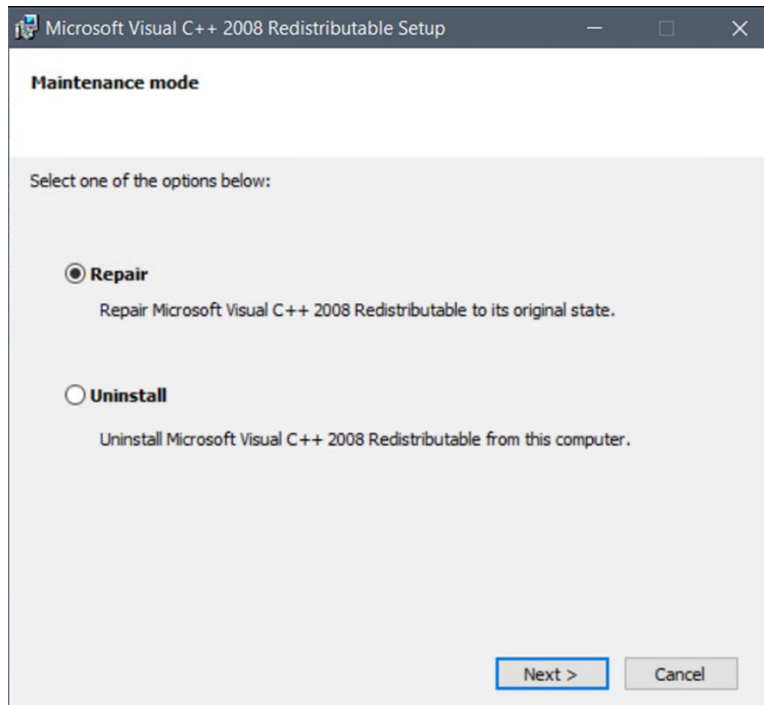 Microsoft Visual C++ 2008 Redistributable Setup
Maintenance mode
Select one of the options below:
Repair
Repair Microsoft Visual C++ 2008 Redistributable to its original state.
Uninstall
Uninstall Microsoft Visual C++ 2008 Redistributable from this computer.
Next >
Cancel